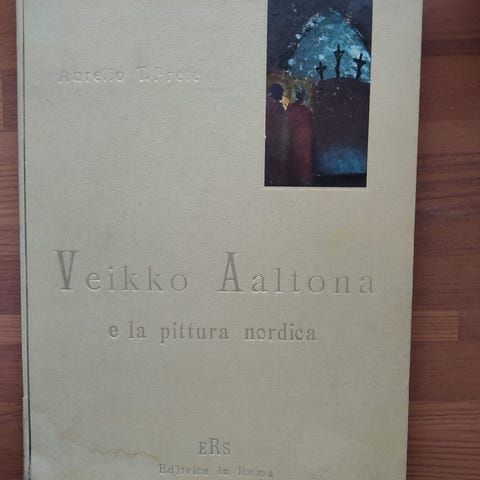 Aurelio T. Prete
Veikko Aaltona
e la pittura nordica
ERS
Editrice in Roma